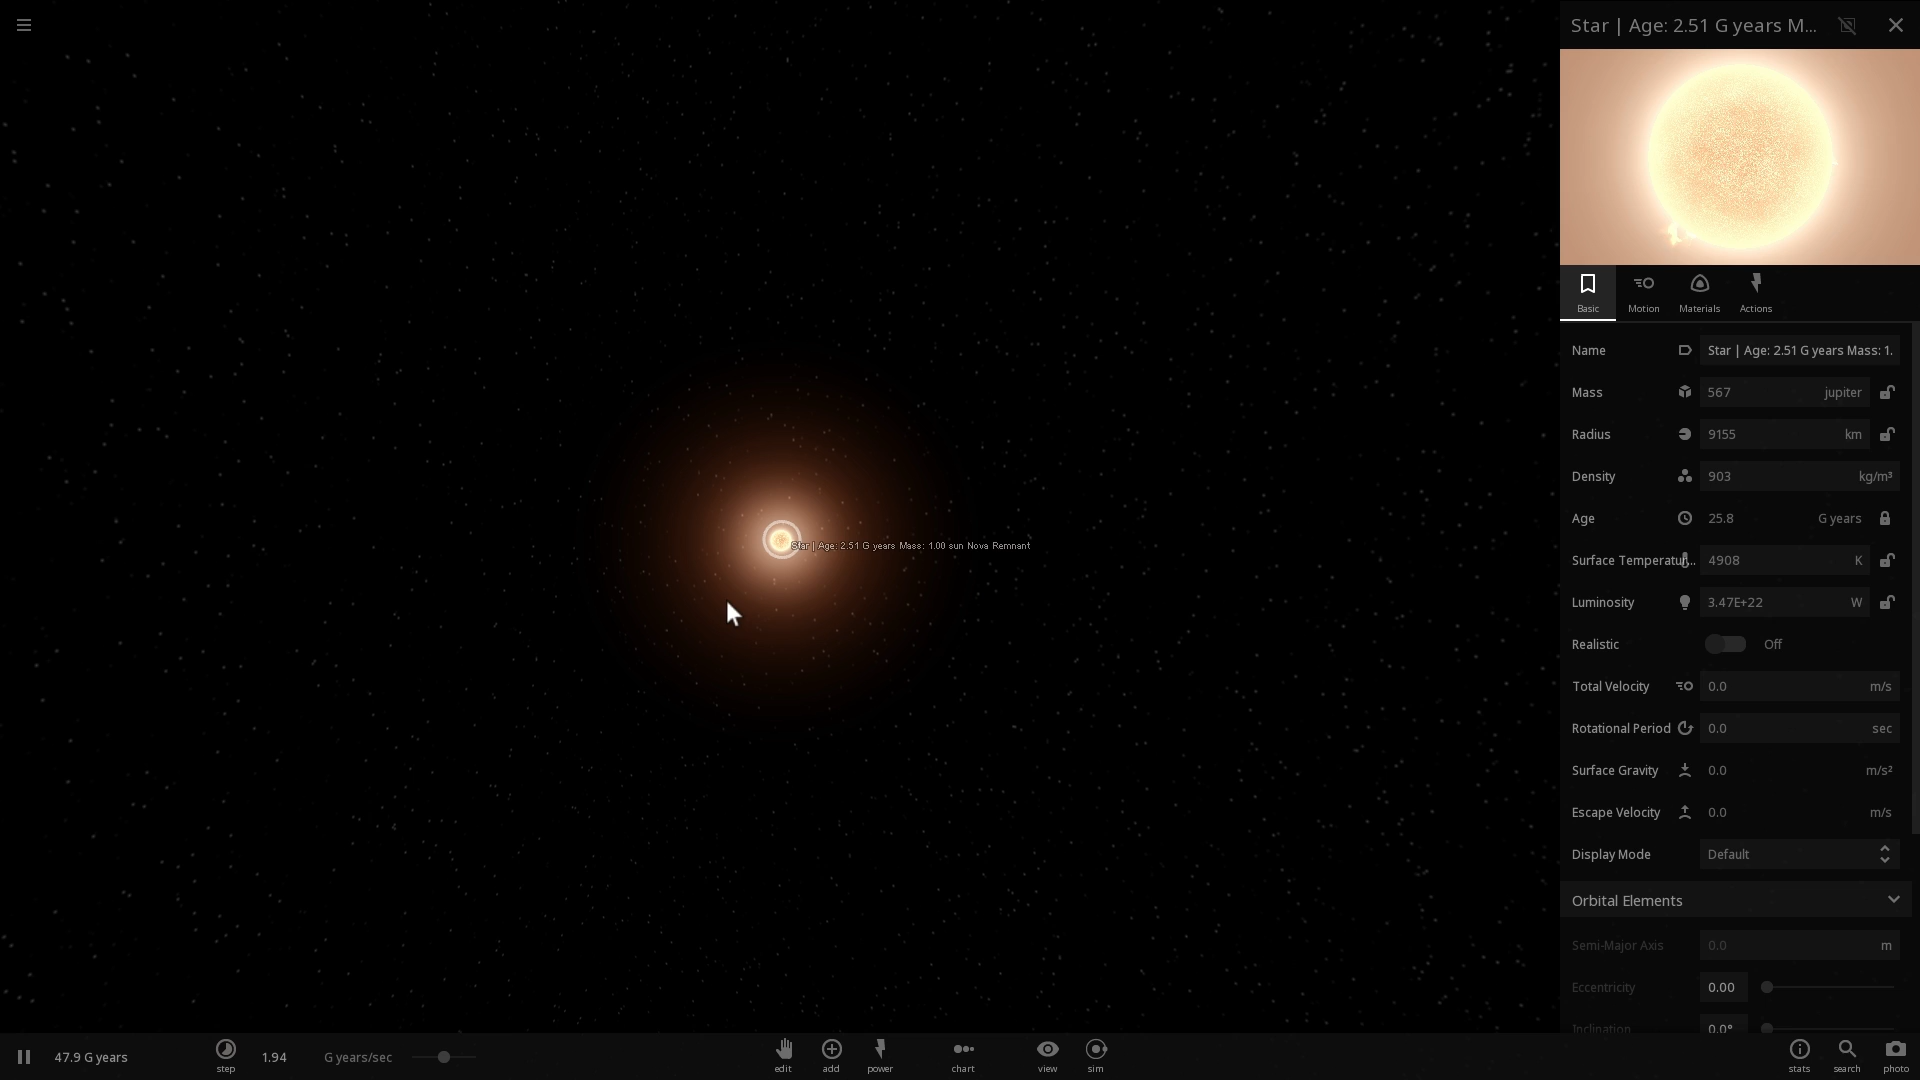 Star | Age: 2.51 G years M...
Basic
Motion
Materials
Actions
Name
Star | Age: 2.51 G years Mass: 1.
Mass
567
jupiter
Radius
9155
km
Density
903
kg/m³
Age
25.8
G years
Surface Temperatur...
4908
K
Luminosity
3.47E+22
W
Realistic
Off
Total Velocity
0.0
m/s
Rotational Period
0.0
sec
Surface Gravity
0.0
m/s²
Escape Velocity
0.0
m/s
Display Mode
Default
Orbital Elements
Semi-Major Axis
0.0
m
Eccentricity
0.00
Inclination
0.0°
Star | Age: 2.51 G years Mass: 1.00 sun Nova Remnant
47.9 G years
step
1.94
G years/sec
edit
add
power
chart
view
sim
stats
search
photo